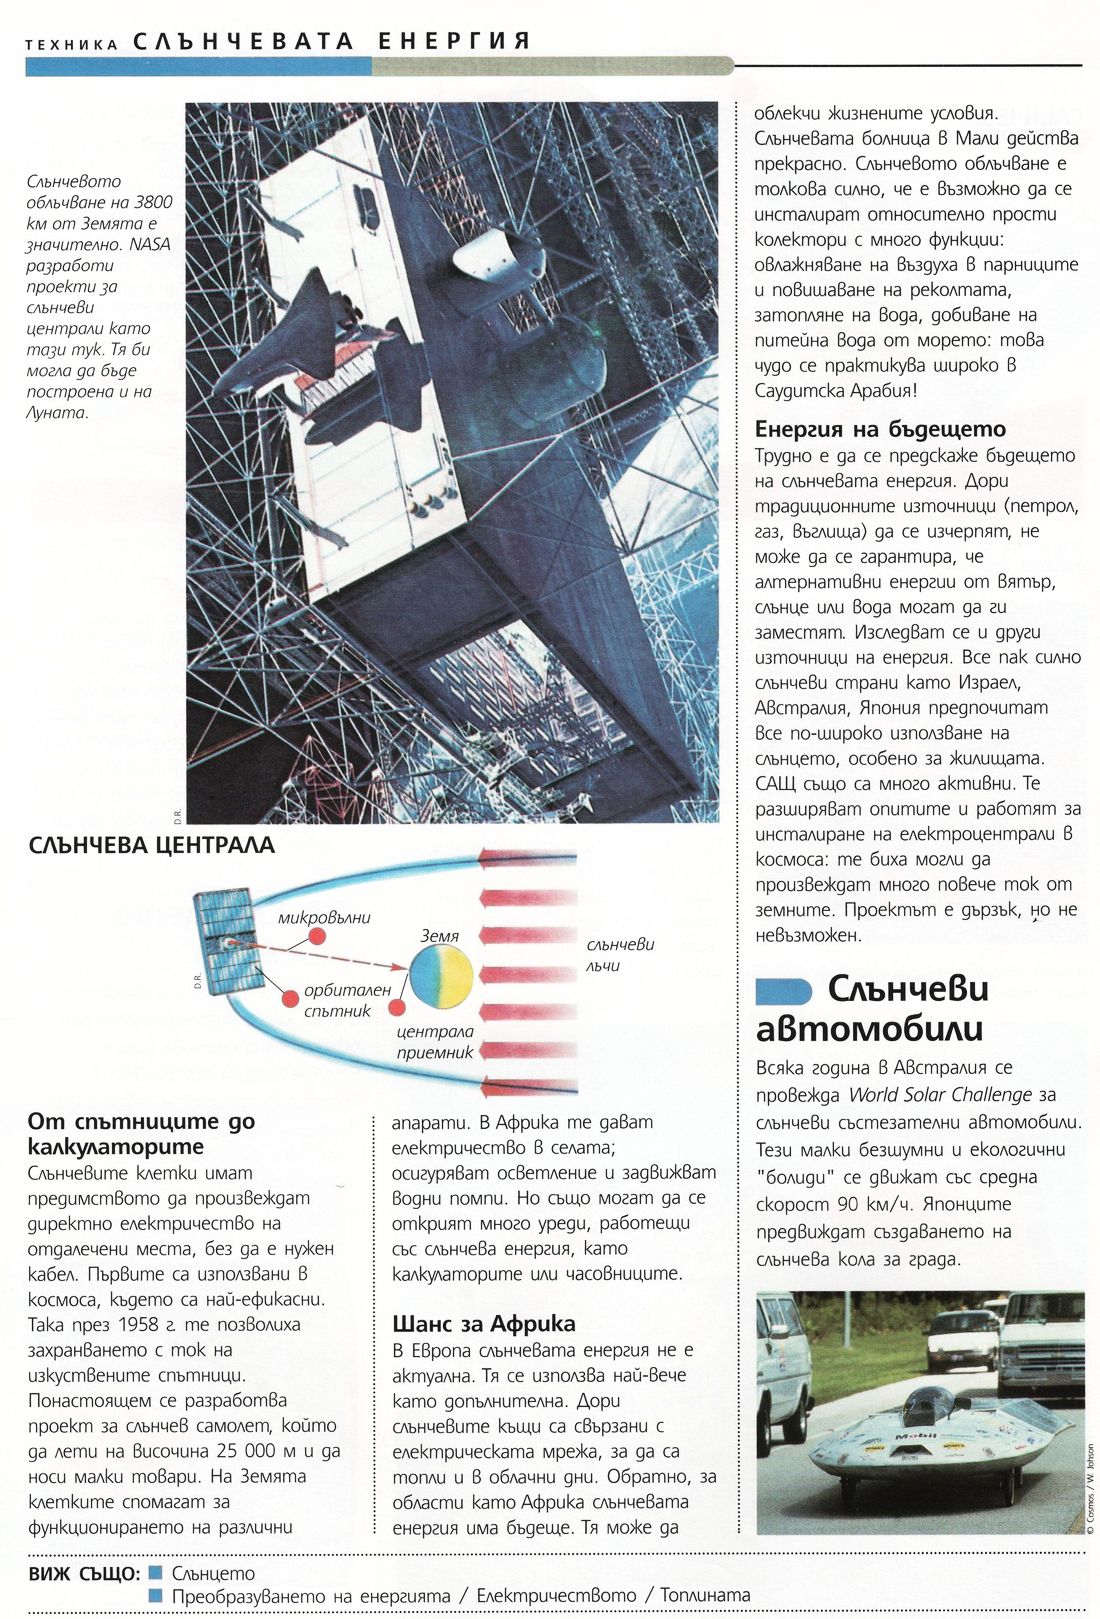 ТЕХНИКА СЛЪНЧЕВАТА ЕНЕРГИЯ
Слънчевото
облъчване на 3800
км от Земята е
значително. NASA
разработи
проекти за
слънчеви
централи като
тази тук. Тя би
могла да бъде
построена и на
Луната.
D.R.
СЛЪНЧЕВА ЦЕНТРАЛА
микровълни
Земя
слънчеви
лъчи
орбитален
спътник
централа
приемник
D.R.
От спътниците до
калкулаторите
Слънчевите клетки имат
предимството да произвеждат
директно електричество на
отдалечени места, без да е нужен
кабел. Първите са използвани в
космоса, където са най-ефикасни.
Така през 1958 г. те позволиха
захранването с ток на
изкуствените спътници.
Понастоящем се разработва
проект за слънчев самолет, който
да лети на височина 25 000 м и да
носи малки товари. На Земята
клетките спомагат за
функционирането на различни
апарати. В Африка те дават
електричество в селата;
осигуряват осветление и задвижват
водни помпи. Но също могат да се
открият много уреди, работещи
със слънчева енергия, като
калкулаторите или часовниците.
Шанс за Африка
В Европа слънчевата енергия не е
актуална. Тя се използва най-вече
като допълнителна. Дори
слънчевите къщи са свързани с
електрическата мрежа, за да са
топли и в облачни дни. Обратно, за
области като Африка слънчевата
енергия има бъдеще. Тя може да
облекчи жизнените условия.
Слънчевата болница в Мали действа
прекрасно. Слънчевото облъчване е
толкова силно, че е възможно да се
инсталират относително прости
колектори с много функции:
овлажняване на въздуха в парниците
и повишаване на реколтата,
затопляне на вода, добиване на
питейна вода от морето: това
чудо се практикува широко в
Саудитска Арабия!
Енергия на бъдещето
Трудно е да се предскаже бъдещето
на слънчевата енергия. Дори
традиционните източници (петрол,
газ, въглища) да се изчерпят, не
може да се гарантира, че
алтернативни енергии от вятър,
слънце или вода могат да ги
заместят. Изследват се и други
източници на енергия. Все пак силно
слънчеви страни като Израел,
Австралия, Япония предпочитат
все по-широко използване на
слънцето, особено за жилищата.
САЩ също са много активни. Те
разширяват опитите и работят за
инсталиране на електроцентрали в
космоса: те биха могли да
произвеждат много повече ток от
земните. Проектът е дързък, но не
невъзможен.
Слънчеви
автомобили
Всяка година в Австралия се
провежда World Solar Challenge за
слънчеви състезателни автомобили.
Тези малки безшумни и екологични
"болиди" се движат със средна
скорост 90 км/ч. Японците
предвиждат създаването на
слънчева кола за града.
Mobil
© Cosmos / W. Johson
ВИЖ СЪЩО: Слънцето
Преобразуването на енергията / Електричеството / Топлината